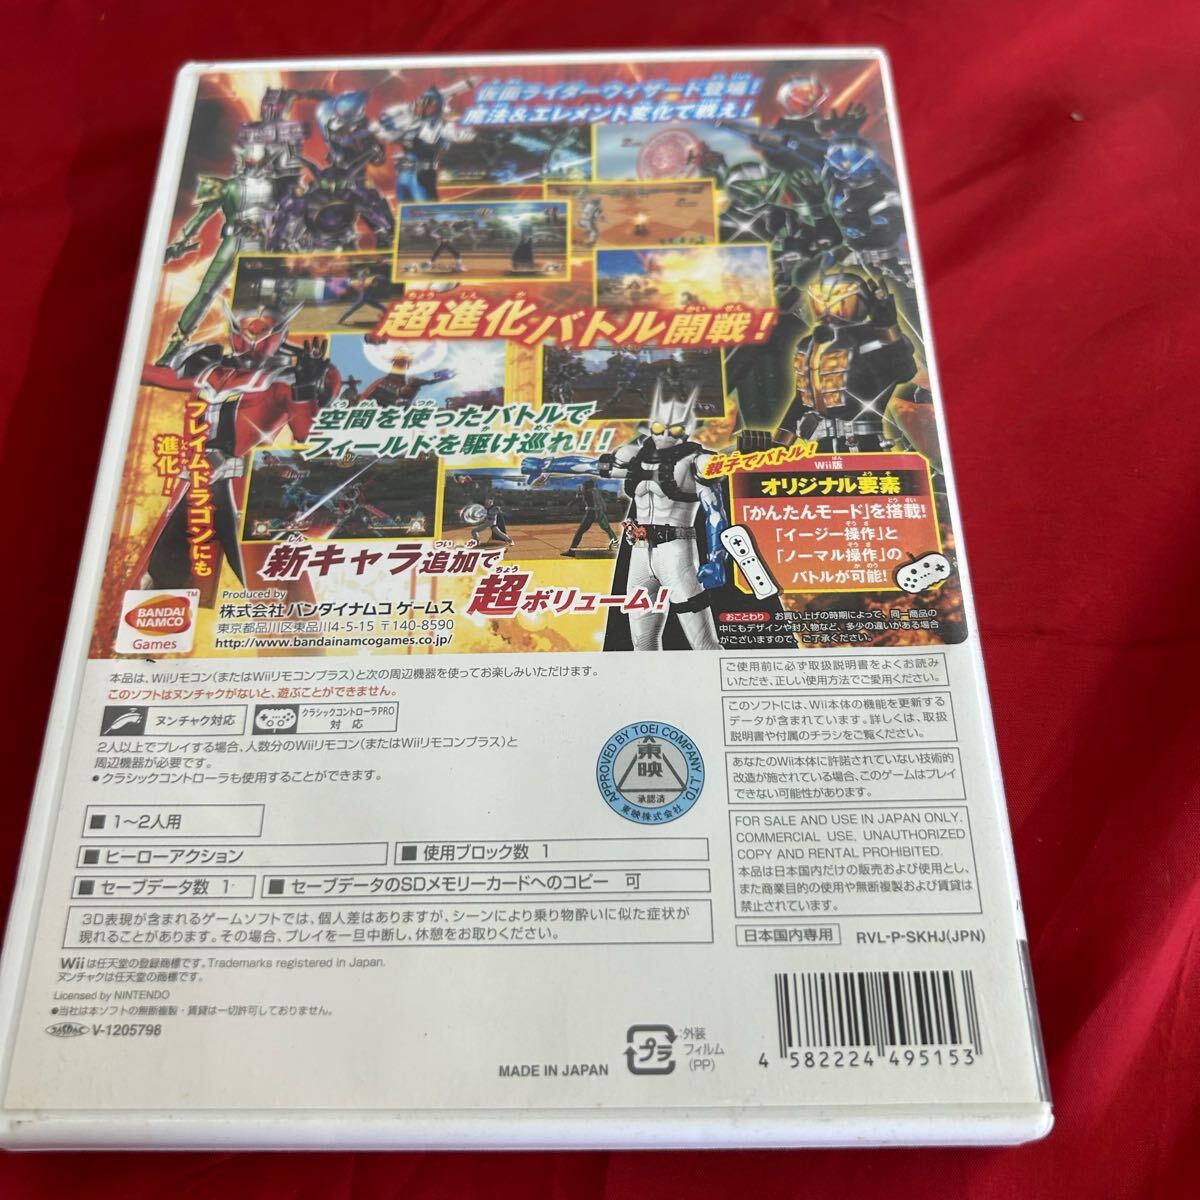 仮面ライダーウィザード登場!
魔法&エレメント変化で戦え!
超進化バトル開戦!
ちょう しん か かい せん
フレイムドラゴンにも
進化!
空間を使ったバトルで
フィールドを駆け巡れ!!
新キャラ追加で
超ボリューム!
親子でバトル!
Wii版
オリジナル要素
「かんたんモード」を搭載!
「イージー操作」と
「ノーマル操作」の
バトルが可能!
おことわり お買い上げの時期によって、同一商品の
中にもデザインや封入物など、多少の違いがある場合
がございますので、ご了承ください。
BANDAI
NAMCO
Games
TM
Produced by
株式会社 バンダイナムコ ゲームス
東京都品川区東品川4-5-15 〒140-8590
http://www.bandainamcogames.co.jp/
本品は、Wiiリモコン(またはWiiリモコンプラス)と次の周辺機器を使ってお楽しみいただけます。
このソフトはヌンチャクがないと、遊ぶことができません。
ヌンチャク対応
クラシックコントローラPRO
対 応
2人以上でプレイする場合、人数分のWiiリモコン(またはWiiリモコンプラス)と
周辺機器が必要です。
●クラシックコントローラも使用することができます。
■ 1〜2人用
■ ヒーローアクション
■ 使用ブロック数 1
■ セーブデータ数 1
■ セーブデータのSDメモリーカードへのコピー 可
3D表現が含まれるゲームソフトでは、個人差はありますが、シーンにより乗り物酔いに似た症状が
現れることがあります。その場合、プレイを一旦中断し、休憩をお取りください。
Wiiは任天堂の登録商標です。Trademarks registered in Japan.
ヌンチャクは任天堂の商標です。
Licensed by NINTENDO
●当社は本ソフトの無断複製・賃貸は一切許可しておりません。
V-1205798
APPROVED BY TOEI COMPANY, LTD.
東映
承認済
東映株式会社
ご使用前に必ず取扱説明書をよくお読み
いただき、正しい使用方法でご愛用ください。
このソフトには、Wii本体の機能を更新する
データが含まれています。詳しくは、取扱
説明書や付属のチラシをご覧ください。
あなたのWii本体に許諾されていない技術的
改造が施されている場合、このゲームはプレイ
できない可能性があります。
FOR SALE AND USE IN JAPAN ONLY.
COMMERCIAL USE, UNAUTHORIZED
COPY AND RENTAL PROHIBITED.
本品は日本国内だけの販売および使用とし、
また商業目的の使用や無断複製および賃貸は
禁止されています。
日本国内専用
RVL-P-SKHJ(JPN)
MADE IN JAPAN
プラ
:外装
フィルム
(PP)
4 582224 495153